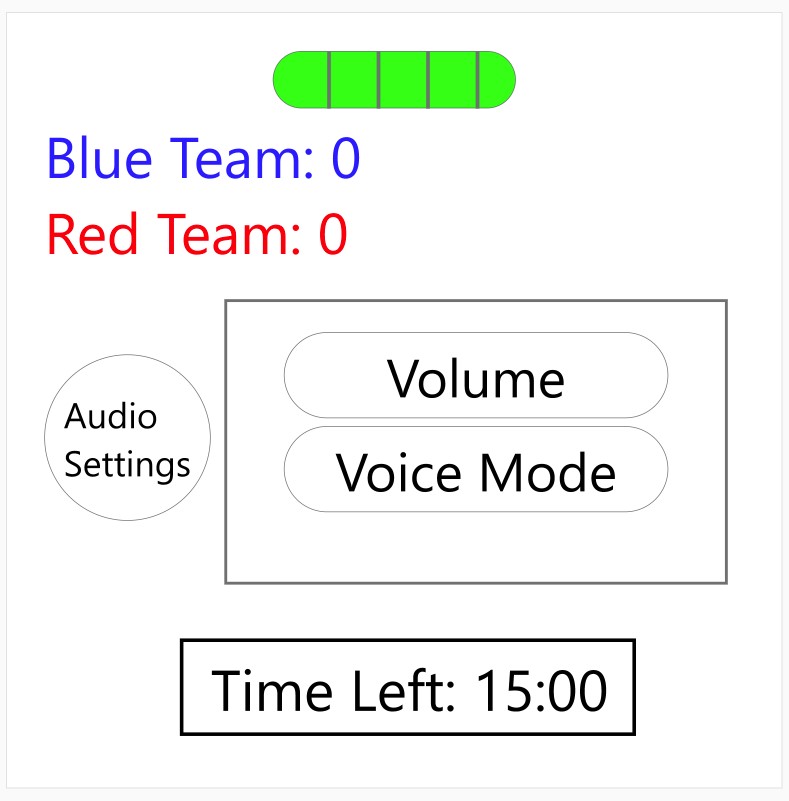 Blue Team: 0
Red Team: 0
Audio
Settings
Volume
Voice Mode
Time Left: 15:00